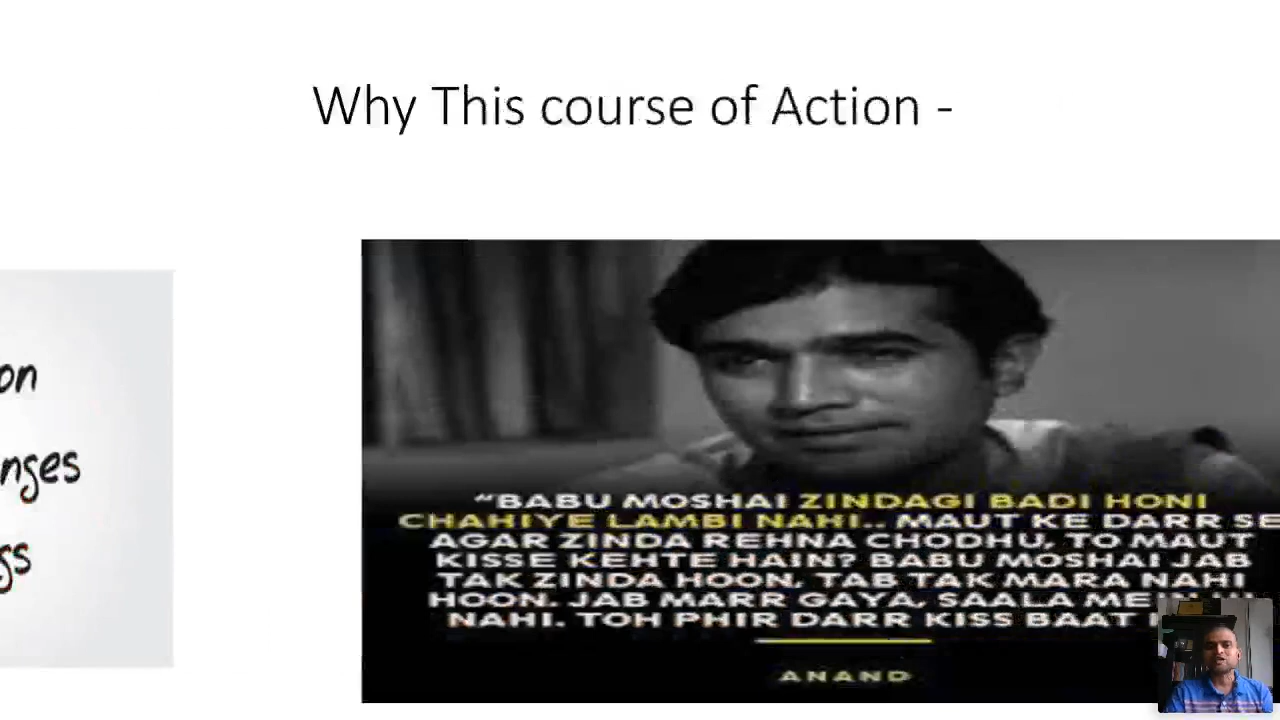 Why This course of Action -
on
nges
ss
"BABU MOSHAI ZINDAGI BADI HONI
CHAHIYE LAMBI NAHI.. MAUT KE DARR SE
AGAR ZINDA REHNA CHODHU, TO MAUT
KISSE KEHTE HAIN? BABU MOSHAI JAB
TAK ZINDA HOON, TAB TAK MARA NAHI
HOON. JAB MARR GAYA, SAALA MEIN HI
NAHI. TOH PHIR DARR KISS BAAT
ANAND